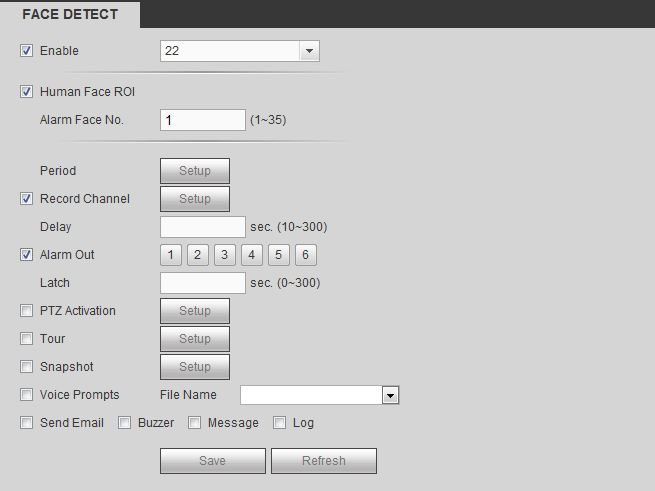 FACE DETECT
Enable 22
Human Face ROI
Alarm Face No. 1 (1~35)
Period Setup
Record Channel Setup
Delay sec. (10~300)
Alarm Out 1 2 3 4 5 6
Latch sec. (0~300)
PTZ Activation Setup
Tour Setup
Snapshot Setup
Voice Prompts File Name
Send Email Buzzer Message Log
Save Refresh